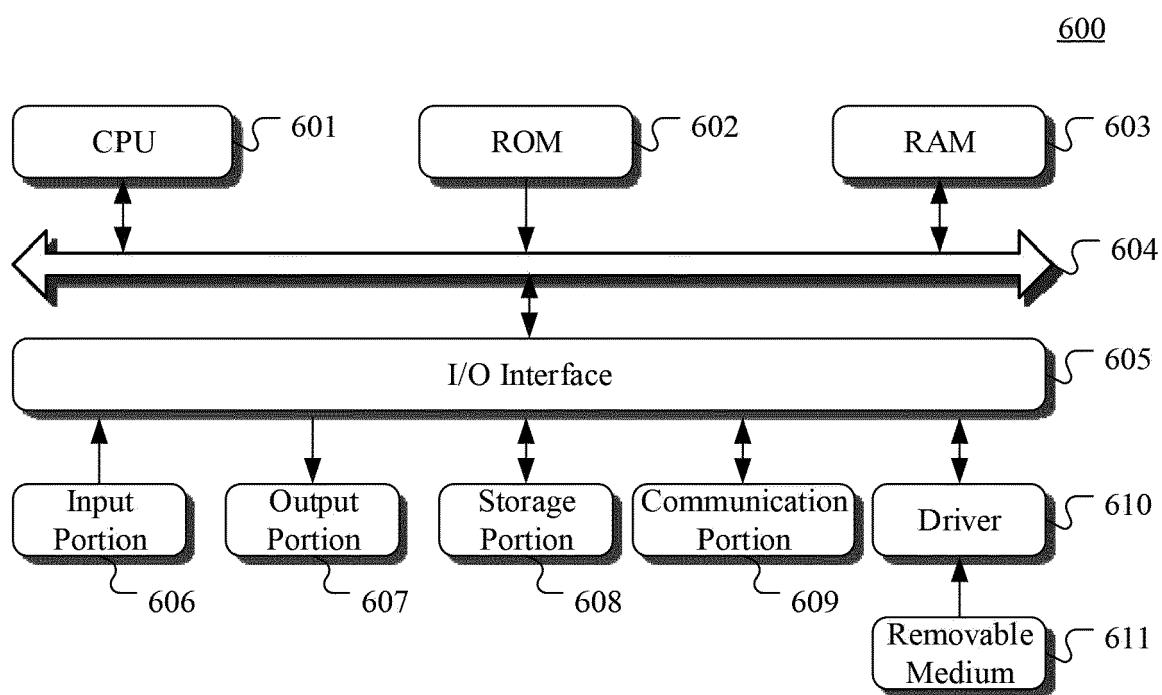 600
CPU
601
ROM
602
RAM
603
604
I/O Interface
605
Input
Portion
606
Output
Portion
607
Storage
Portion
608
Communication
Portion
609
Driver
610
Removable
Medium
611